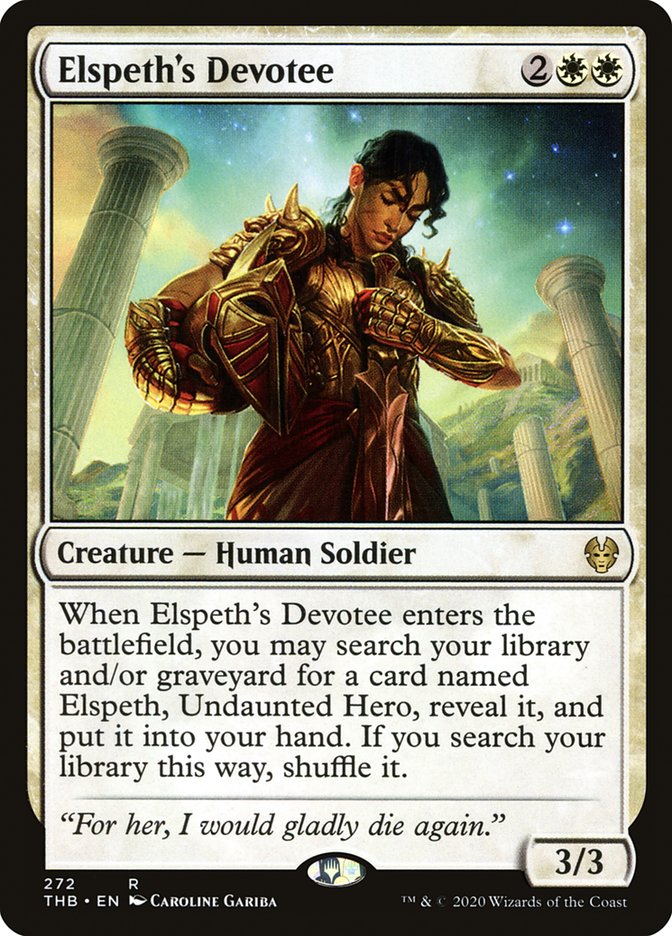 Elspeth's Devotee 2
Creature — Human Soldier
When Elspeth's Devotee enters the
battlefield, you may search your library
and/or graveyard for a card named
Elspeth, Undaunted Hero, reveal it, and
put it into your hand. If you search your
library this way, shuffle it.
“For her, I would gladly die again.”
3/3
272 R
THB • EN Caroline Gariba
™ & © 2020 Wizards of the Coast